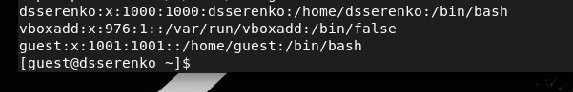 dsserenko:x:1000:1000:dsserenko:/home/dsserenko:/bin/bash
vboxadd:x:976:1::/var/run/vboxadd:/bin/false
guest:x:1001:1001::/home/guest:/bin/bash
[guest@dsserenko ~]$